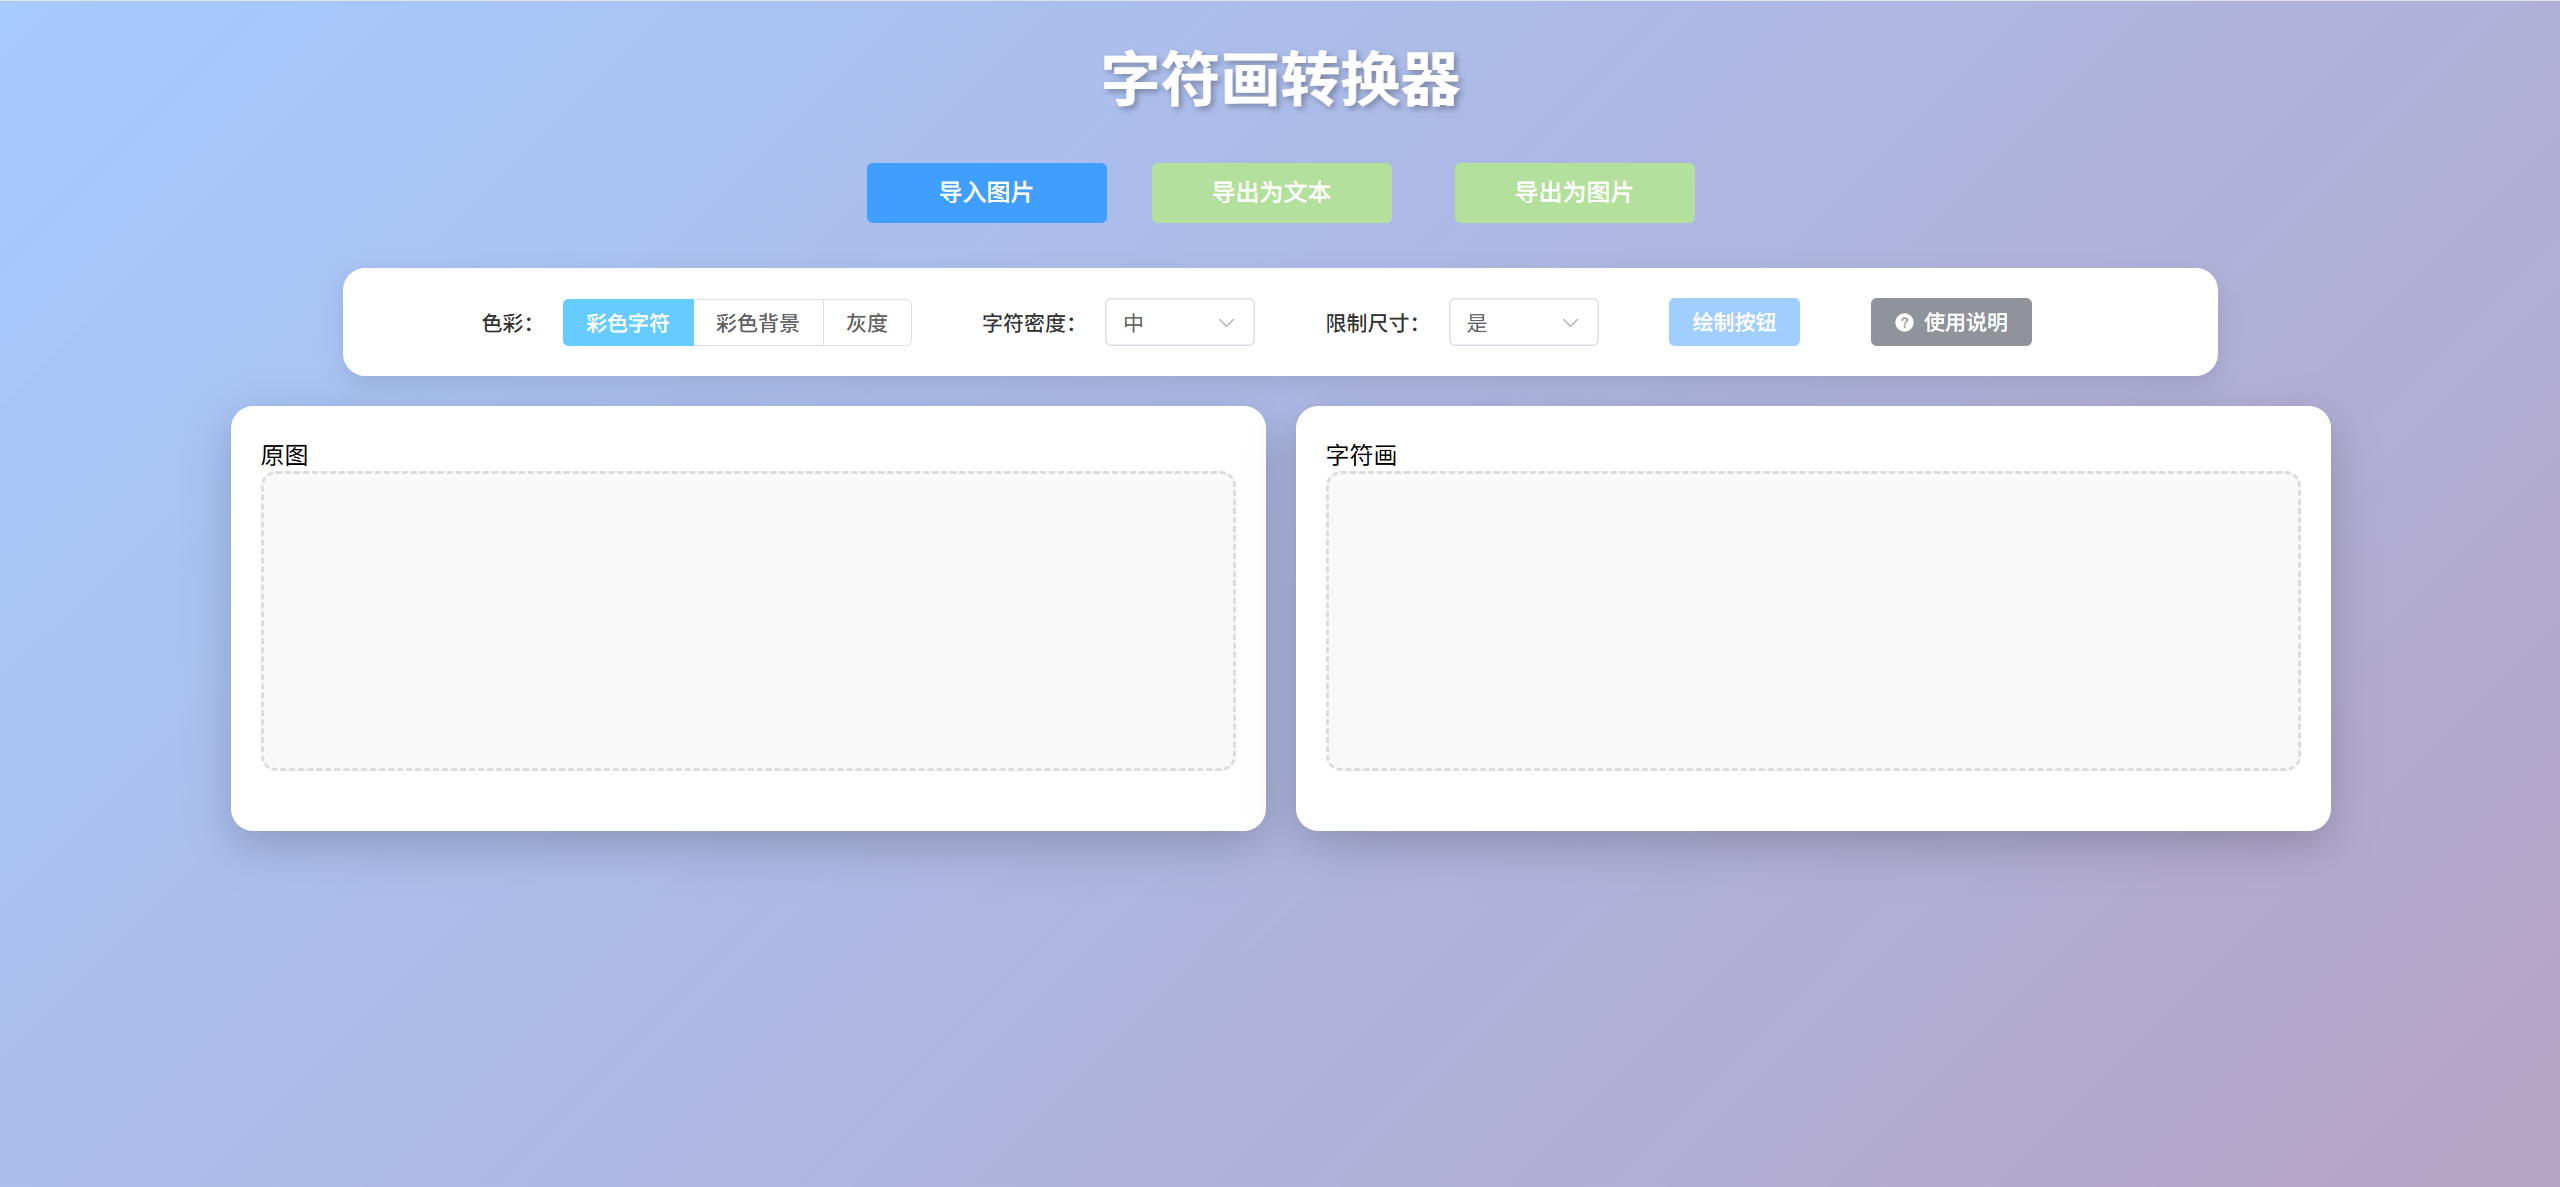 字符画转换器
导入图片 导出为文本 导出为图片
色彩： 彩色字符 彩色背景 灰度 字符密度： 中 限制尺寸： 是 绘制按钮 ? 使用说明
原图 字符画